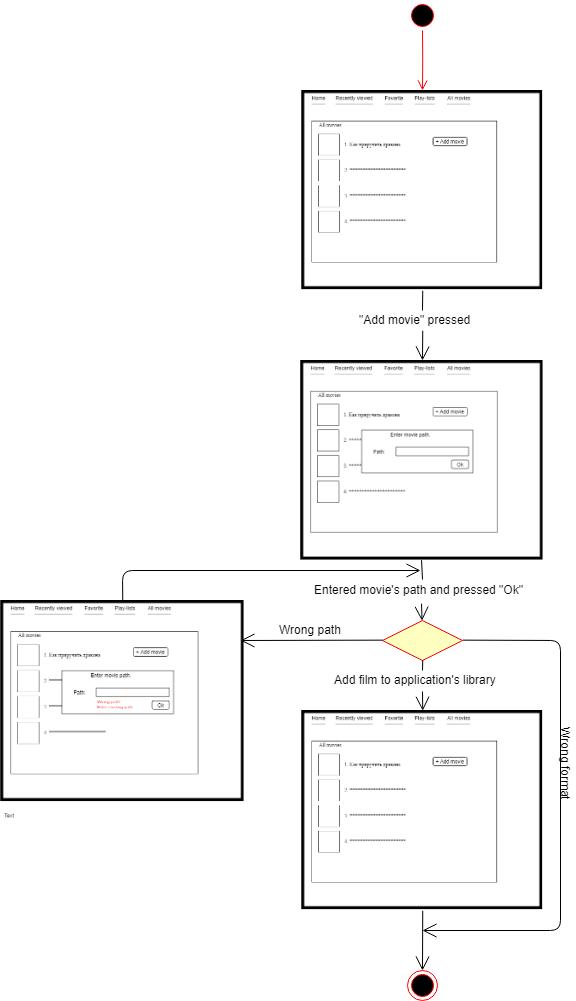 Home Recently viewed Favorite Play-lists All movies
All movies
1. Как приручить дракона
+ Add movie
2. **********************
3. **********************
4. **********************
"Add movie" pressed
Home Recently viewed Favorite Play-lists All movies
All movies
1. Как приручить дракона
+ Add movie
Enter movie path.
2. *****
Path:
3. *****
Ok
4. **********************
Entered movie's path and pressed "Ok"
Wrong path
Home Recently viewed Favorite Play-lists All movies
All movies
1. Как приручить дракона
+ Add movie
Enter movie path.
2
Path:
Wrong path!
3
Ok
4
Text
Add film to application's library
Wrong format
Home Recently viewed Favorite Play-lists All movies
All movies
1. Как приручить дракона
+ Add movie
2. **********************
3. **********************
4. **********************